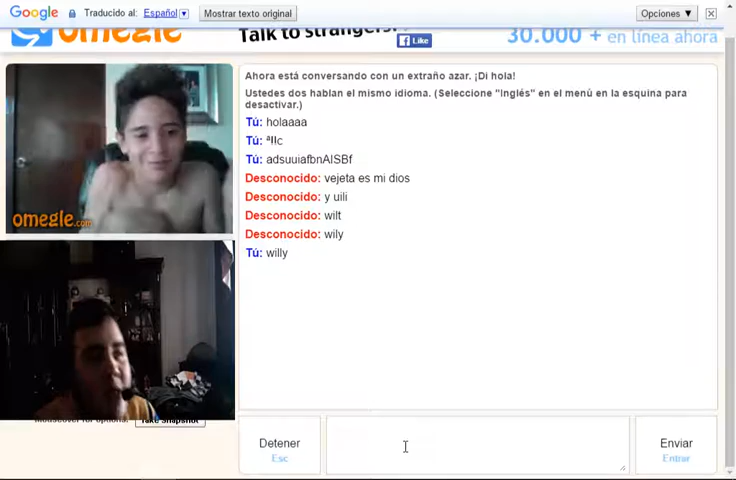 Google Traducido al: Español Mostrar texto original Opciones ▼
omegle Talk to strangers! Like 30.000 + en línea ahora
Ahora está conversando con un extraño azar. ¡Di hola!
Ustedes dos hablan el mismo idioma. (Seleccione "Inglés" en el menú en la esquina para
desactivar.)
Tú: holaaaa
Tú: ªllc
Tú: adsuuiafbnAISBf
Desconocido: vejeta es mi dios
Desconocido: y uili
Desconocido: wilt
Desconocido: wily
Tú: willy
omegle.com
Detener
Esc
Enviar
Entrar